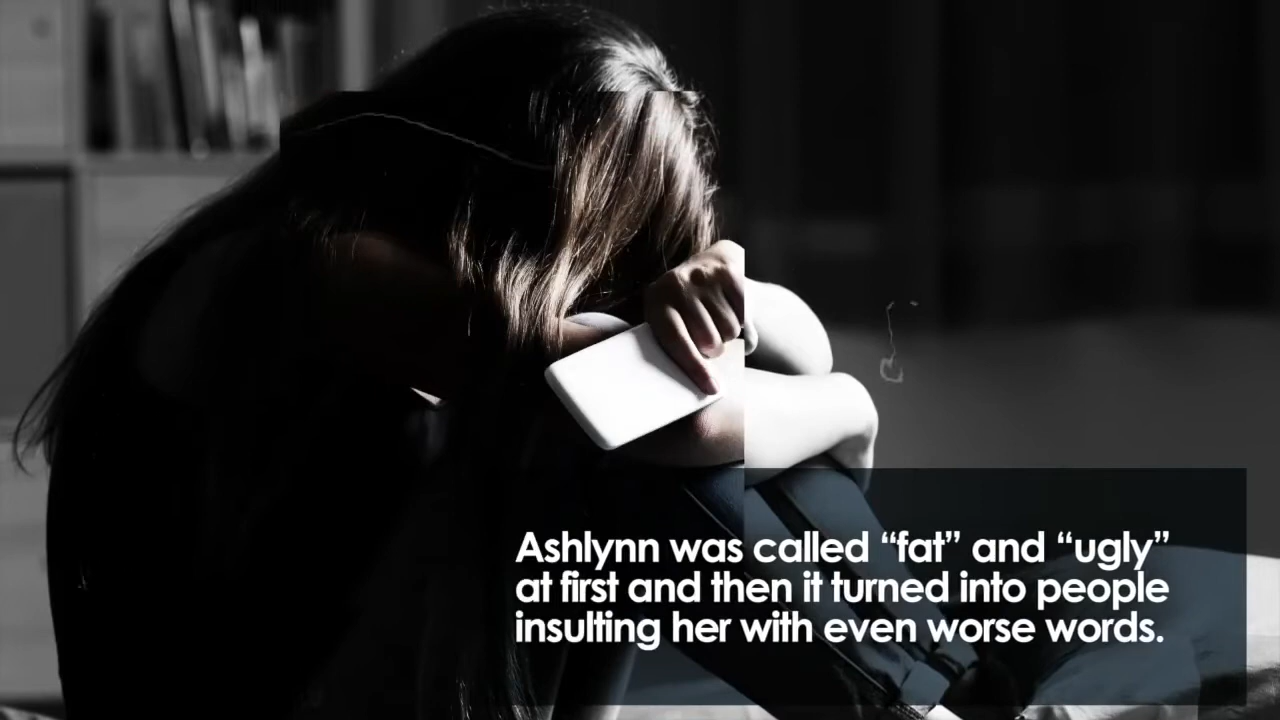 Ashlynn was called “fat” and “ugly”
at first and then it turned into people
insulting her with even worse words.